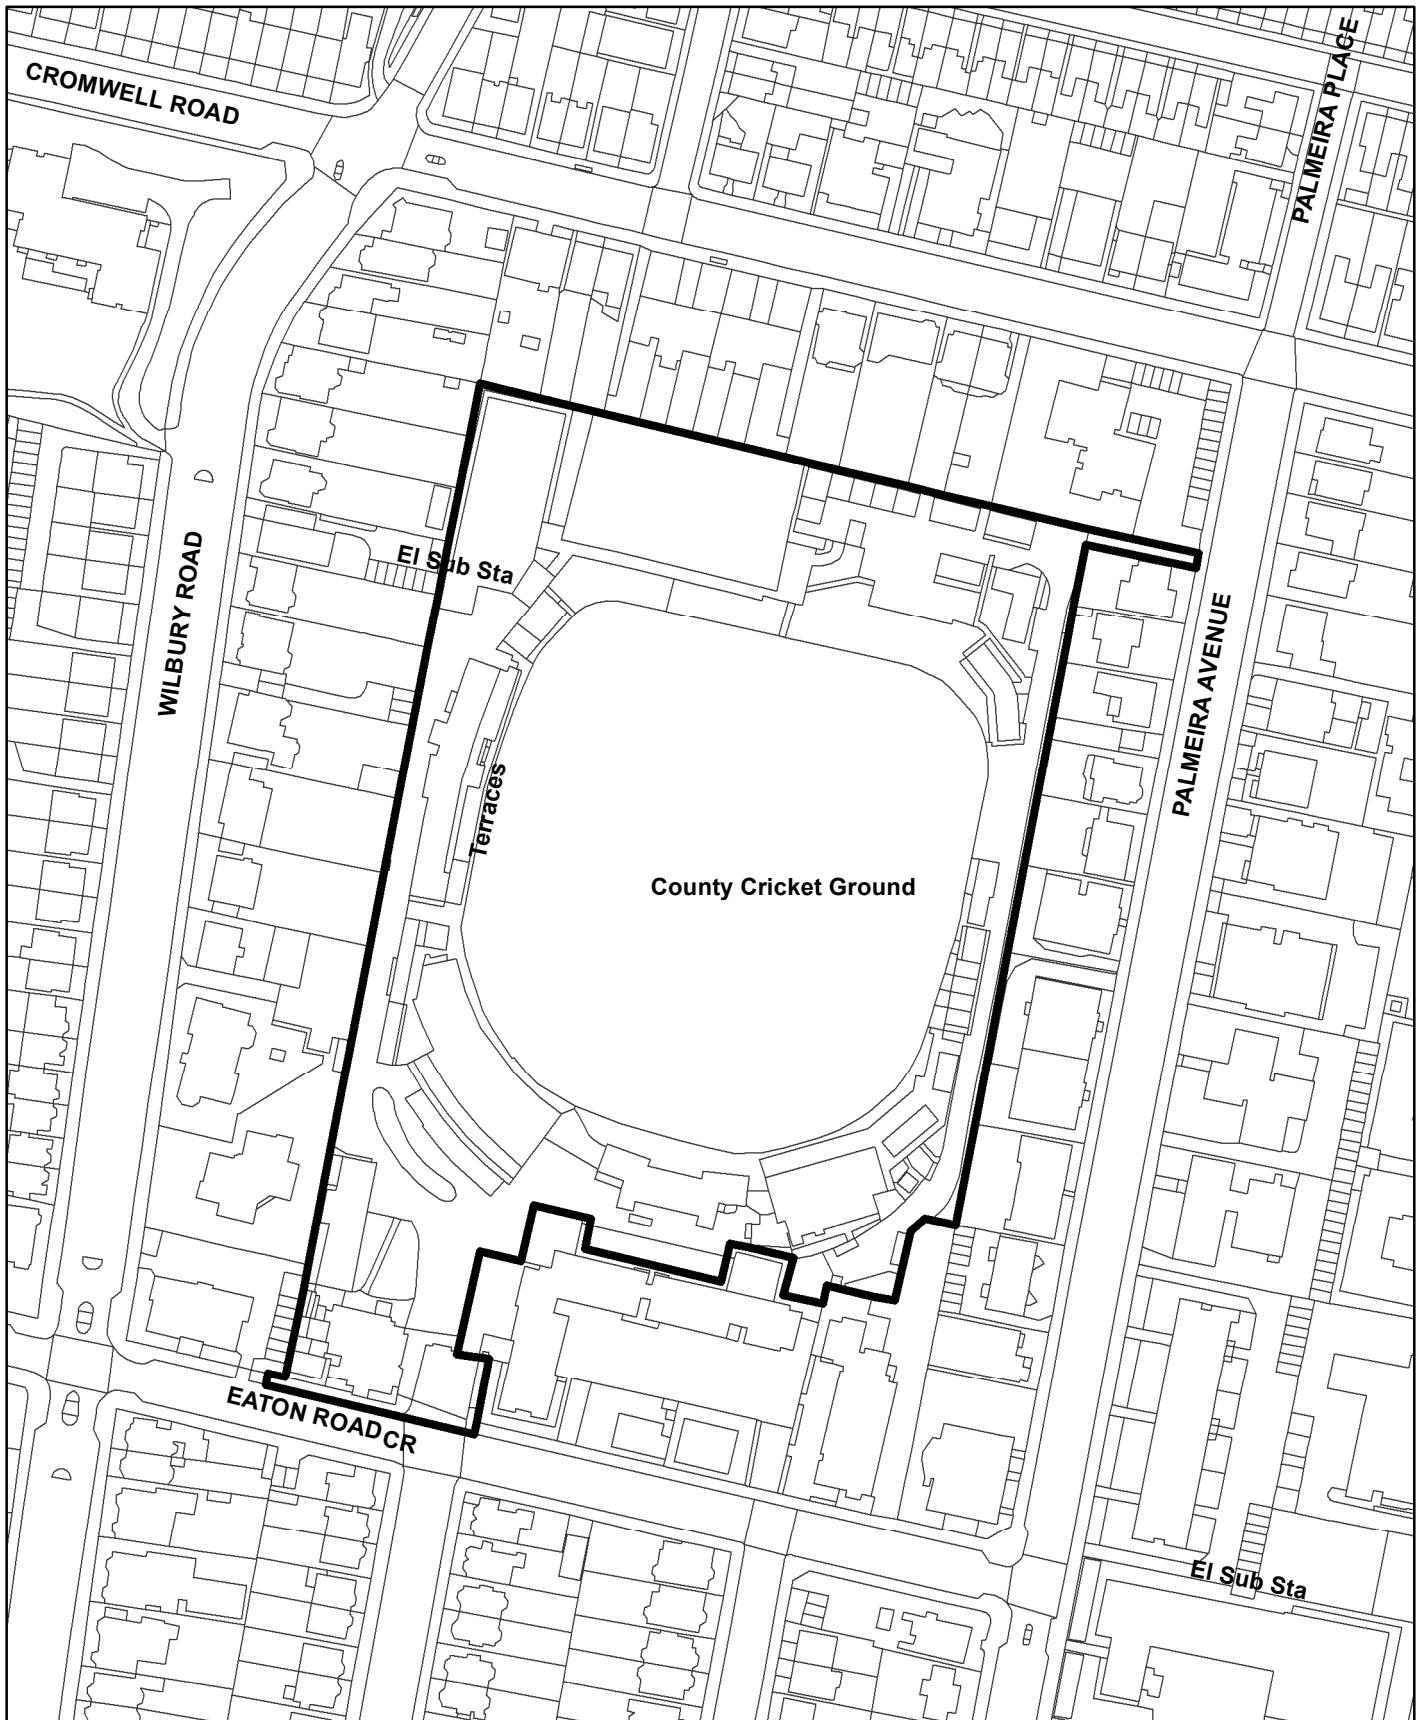 PALMEIRA PLACE
CROMWELL ROAD
El Sub Sta
WILBURY ROAD
PALMEIRA AVENUE
Terraces
County Cricket Ground
EATON ROAD
CR
El Sub Sta